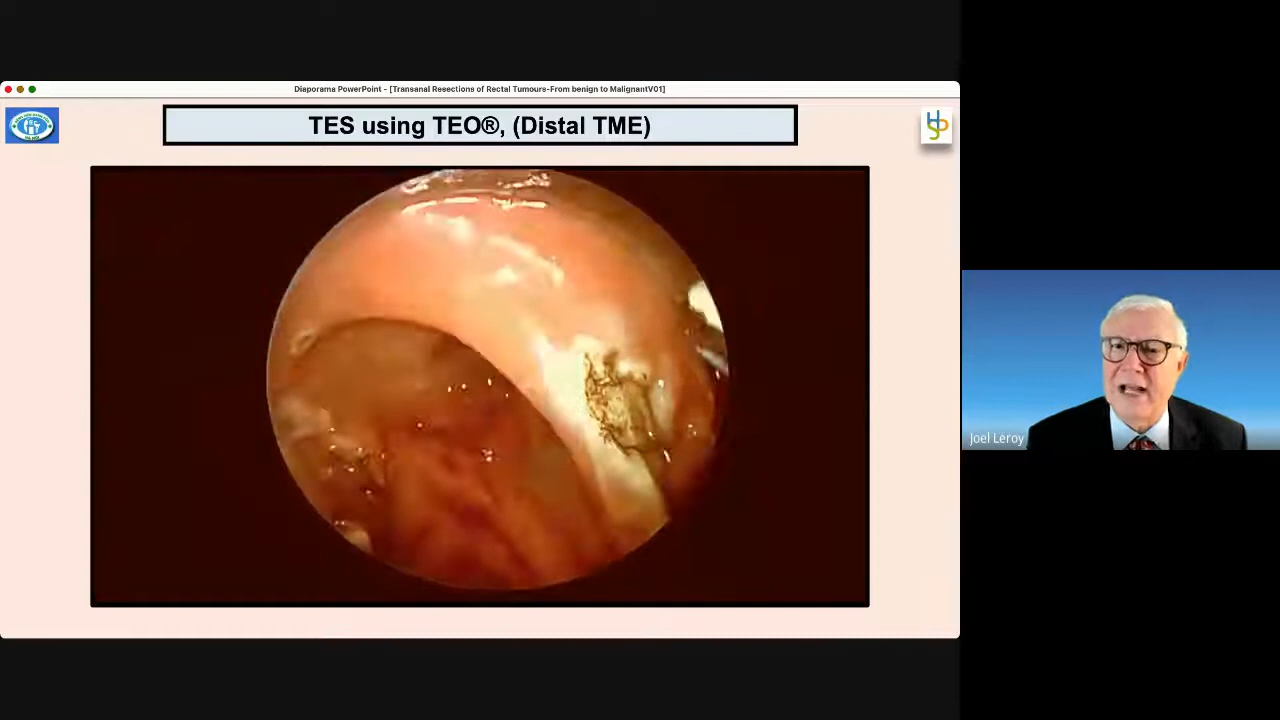 Diaporama PowerPoint - [Transanal Resections of Rectal Tumours-From benign to MalignantV01]
TES using TEO®, (Distal TME)
Joel Leroy